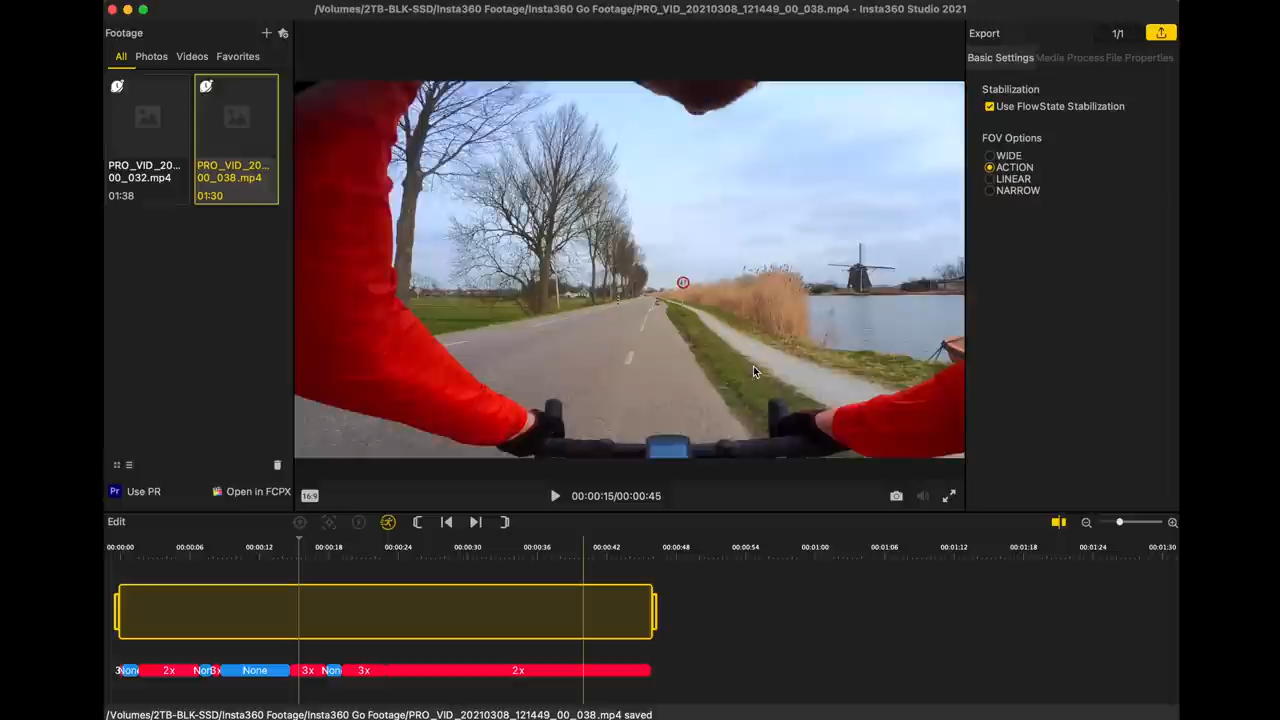 /Volumes/2TB-BLK-SSD/Insta360 Footage/Insta360 Go Footage/PRO_VID_20210308_121449_00_038.mp4 - Insta360 Studio 2021
Footage
Export
1/1
All Photos Videos Favorites
Basic Settings Media Process File Properties
Stabilization
Use FlowState Stabilization
FOV Options
WIDE
ACTION
LINEAR
NARROW
PRO_VID_20...
00_032.mp4
01:38
PRO_VID_20...
00_038.mp4
01:30
Pr Use PR
Open in FCPX
16:9
00:00:15/00:00:45
Edit
00:00:00 00:00:06 00:00:12 00:00:18 00:00:24 00:00:30 00:00:36 00:00:42 00:00:48 00:00:54 00:01:00 00:01:06 00:01:12 00:01:18 00:01:24 00:01:30
2x None 3x 3x 2x
/Volumes/2TB-BLK-SSD/Insta360 Footage/Insta360 Go Footage/PRO_VID_20210308_121449_00_038.mp4 saved